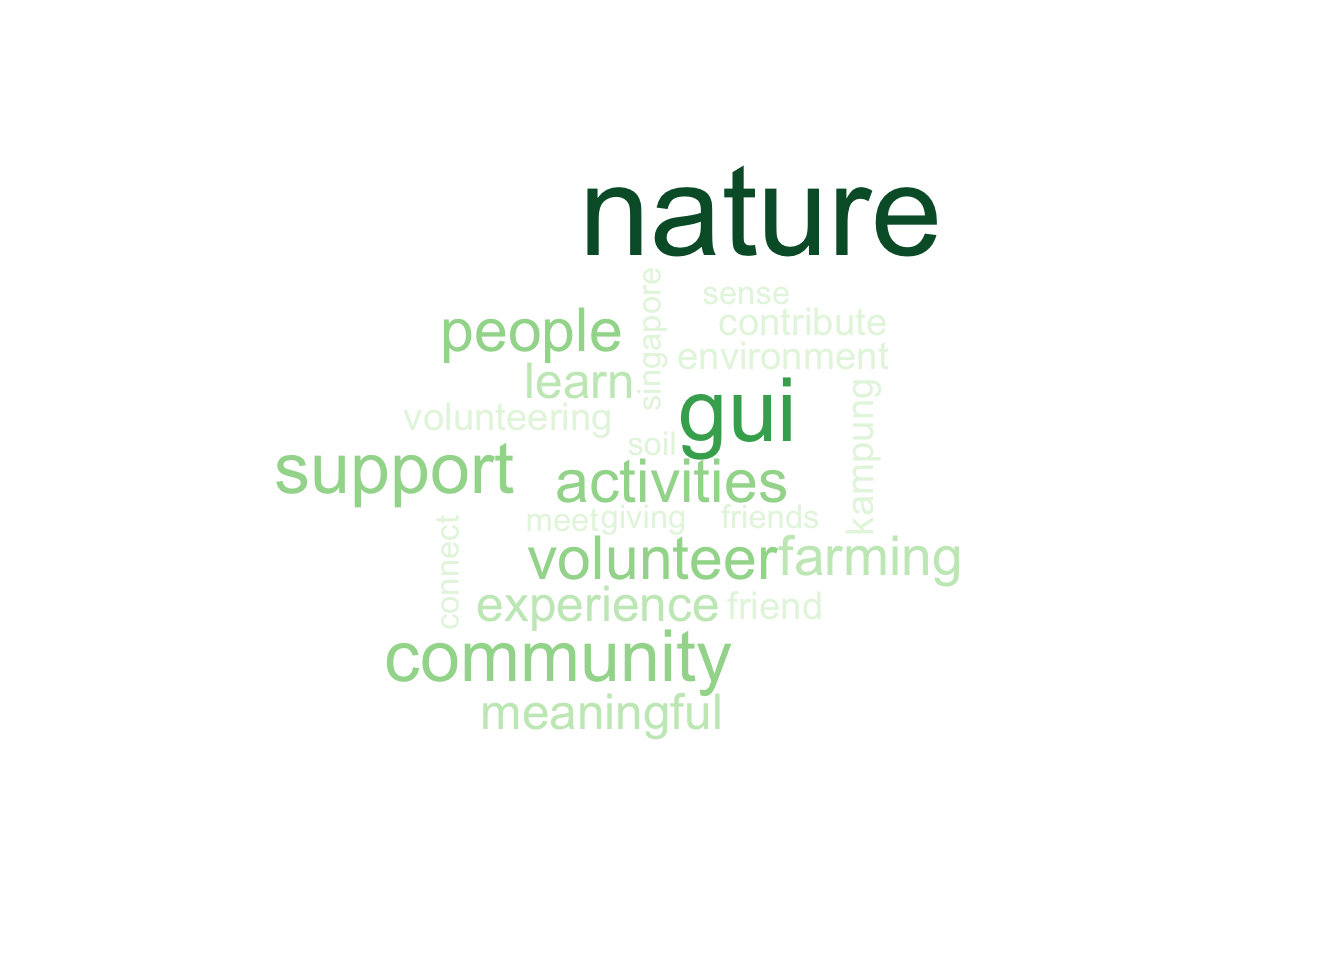 nature
singapore
sense
contribute
people
environment
learn
gui
kampung
volunteering
soil
support
activities
meet
giving
friends
connect
volunteer
farming
experience
friend
community
meaningful